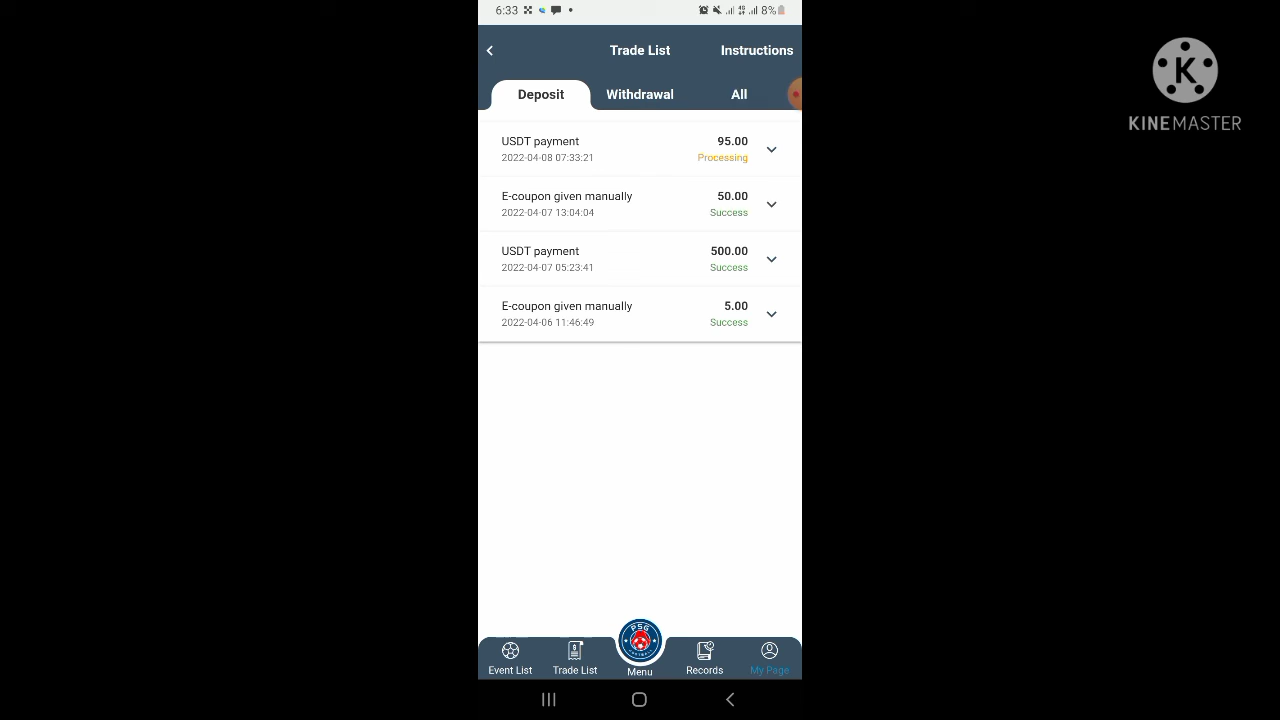 6:33
8%
Trade List
Instructions
Deposit
Withdrawal
All
USDT payment
95.00
2022-04-08 07:33:21
Processing
E-coupon given manually
50.00
2022-04-07 13:04:04
Success
USDT payment
500.00
2022-04-07 05:23:41
Success
E-coupon given manually
5.00
2022-04-06 11:46:49
Success
PSG
FOOTBALL
Event List
Trade List
Menu
Records
My Page
K
KINEMASTER